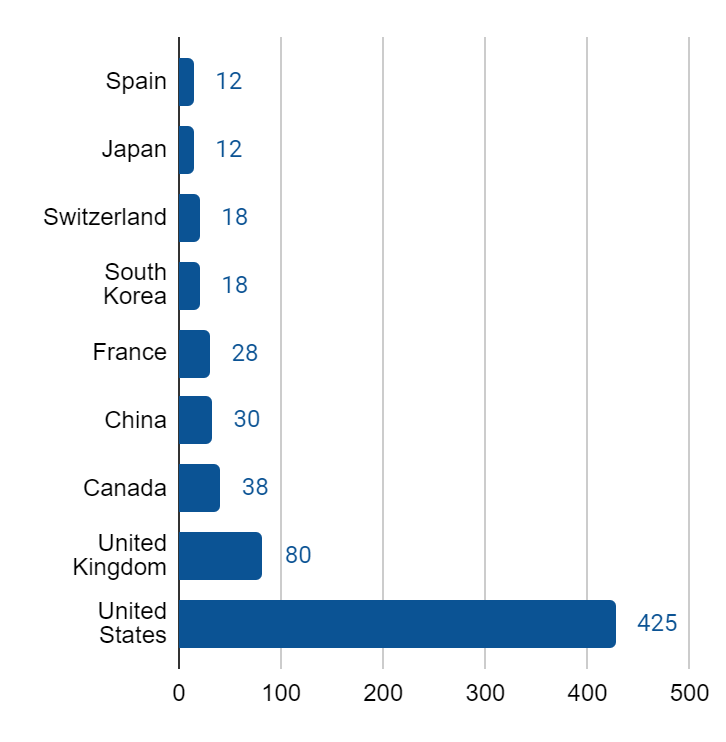 Spain 12
Japan 12
Switzerland 18
South
Korea 18
France 28
China 30
Canada 38
United
Kingdom 80
United
States 425
0 100 200 300 400 500